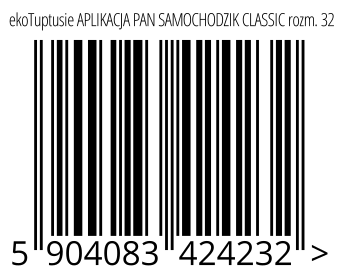 ekoTuptusie APLIKACJA PAN SAMOCHODZIK CLASSIC rozm. 32
5 904083 424232 >